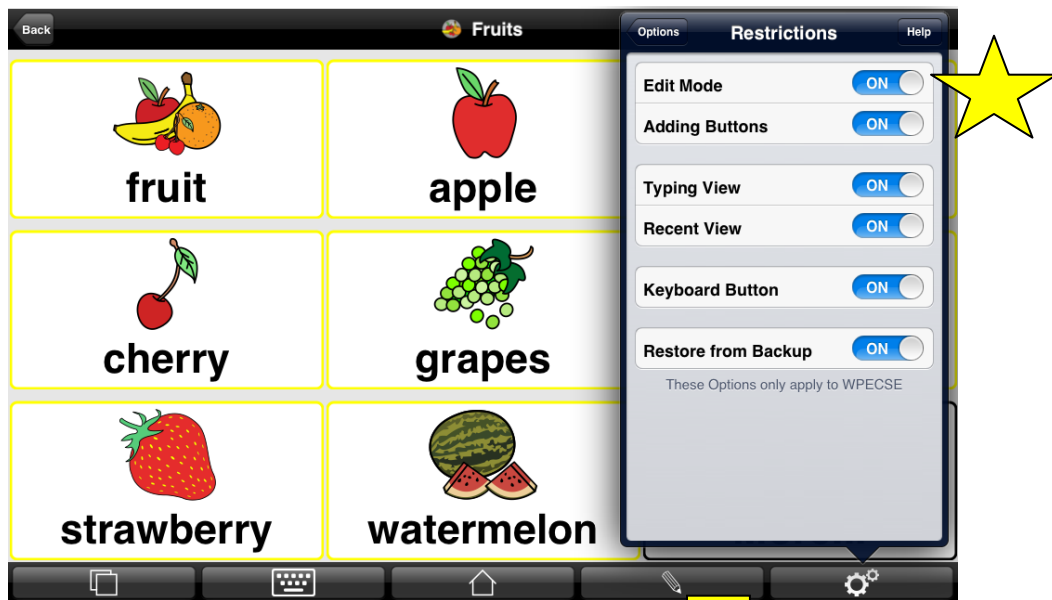 Back
Fruits
Options
Restrictions
Help
fruit
apple
cherry
grapes
strawberry
watermelon
Edit Mode ON
Adding Buttons ON
Typing View ON
Recent View ON
Keyboard Button ON
Restore from Backup ON
These Options only apply to WPECSE